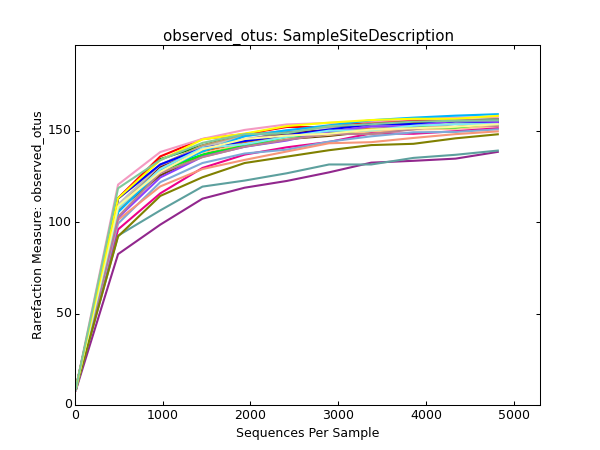 observed_otus: SampleSiteDescription
Rarefaction Measure: observed_otus
150
100
50
0
0 1000 2000 3000 4000 5000
Sequences Per Sample